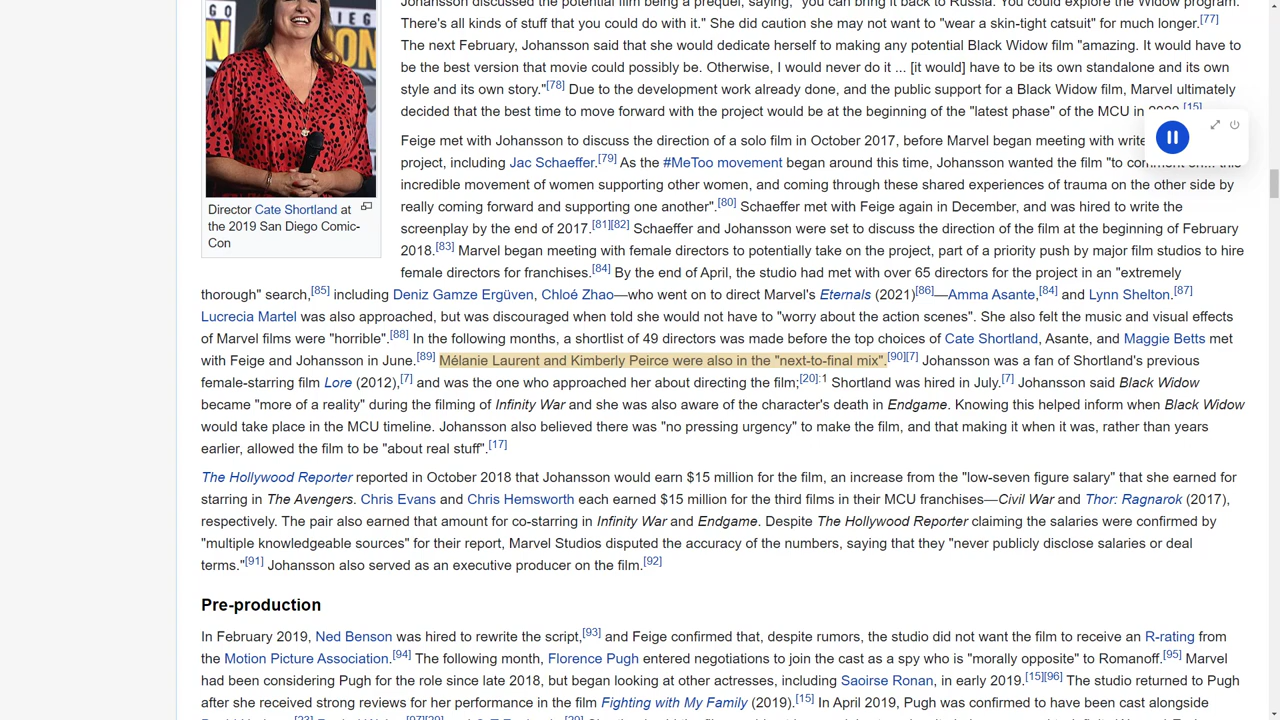 Johansson discussed the potential film being a prequel, saying, "you can bring it back to Russia. You could explore the Widow program.
There's all kinds of stuff that you could do with it." She did caution she may not want to "wear a skin-tight catsuit" for much longer.[77]
The next February, Johansson said that she would dedicate herself to making any potential Black Widow film "amazing. It would have to
be the best version that movie could possibly be. Otherwise, I would never do it ... [it would] have to be its own standalone and its own
style and its own story."[78] Due to the development work already done, and the public support for a Black Widow film, Marvel ultimately
decided that the best time to move forward with the project would be at the beginning of the "latest phase" of the MCU in 2020.[15]
Feige met with Johansson to discuss the direction of a solo film in October 2017, before Marvel began meeting with
project, including Jac Schaeffer.[79] As the #MeToo movement began around this time, Johansson wanted the film "to comment on... this
incredible movement of women supporting other women, and coming through these shared experiences of trauma on the other side by
really coming forward and supporting one another".[80] Schaeffer met with Feige again in December, and was hired to write the
screenplay by the end of 2017.[81][82] Schaeffer and Johansson were set to discuss the direction of the film at the beginning of February
2018.[83] Marvel began meeting with female directors to potentially take on the project, part of a priority push by major film studios to hire
female directors for franchises.[84] By the end of April, the studio had met with over 65 directors for the project in an "extremely
Director Cate Shortland at
the 2019 San Diego Comic-
Con
thorough" search,[85] including Deniz Gamze Ergüven, Chloé Zhao—who went on to direct Marvel's Eternals (2021)[86]—Amma Asante,[84] and Lynn Shelton.[87]
Lucrecia Martel was also approached, but was discouraged when told she would not have to "worry about the action scenes". She also felt the music and visual effects
of Marvel films were "horrible".[88] In the following months, a shortlist of 49 directors was made before the top choices of Cate Shortland, Asante, and Maggie Betts met
with Feige and Johansson in June.[89] Mélanie Laurent and Kimberly Peirce were also in the "next-to-final mix".[90][7] Johansson was a fan of Shortland's previous
female-starring film Lore (2012),[7] and was the one who approached her about directing the film;[20]:1 Shortland was hired in July.[7] Johansson said Black Widow
became "more of a reality" during the filming of Infinity War and she was also aware of the character's death in Endgame. Knowing this helped inform when Black Widow
would take place in the MCU timeline. Johansson also believed there was "no pressing urgency" to make the film, and that making it when it was, rather than years
earlier, allowed the film to be "about real stuff".[17]
The Hollywood Reporter reported in October 2018 that Johansson would earn $15 million for the film, an increase from the "low-seven figure salary" that she earned for
starring in The Avengers. Chris Evans and Chris Hemsworth each earned $15 million for the third films in their MCU franchises—Civil War and Thor: Ragnarok (2017),
respectively. The pair also earned that amount for co-starring in Infinity War and Endgame. Despite The Hollywood Reporter claiming the salaries were confirmed by
"multiple knowledgeable sources" for their report, Marvel Studios disputed the accuracy of the numbers, saying that they "never publicly disclose salaries or deal
terms."[91] Johansson also served as an executive producer on the film.[92]
Pre-production
In February 2019, Ned Benson was hired to rewrite the script,[93] and Feige confirmed that, despite rumors, the studio did not want the film to receive an R-rating from
the Motion Picture Association.[94] The following month, Florence Pugh entered negotiations to join the cast as a spy who is "morally opposite" to Romanoff.[95] Marvel
had been considering Pugh for the role since late 2018, but began looking at other actresses, including Saoirse Ronan, in early 2019.[15][96] The studio returned to Pugh
after she received strong reviews for her performance in the film Fighting with My Family (2019).[15] In April 2019, Pugh was confirmed to have been cast alongside